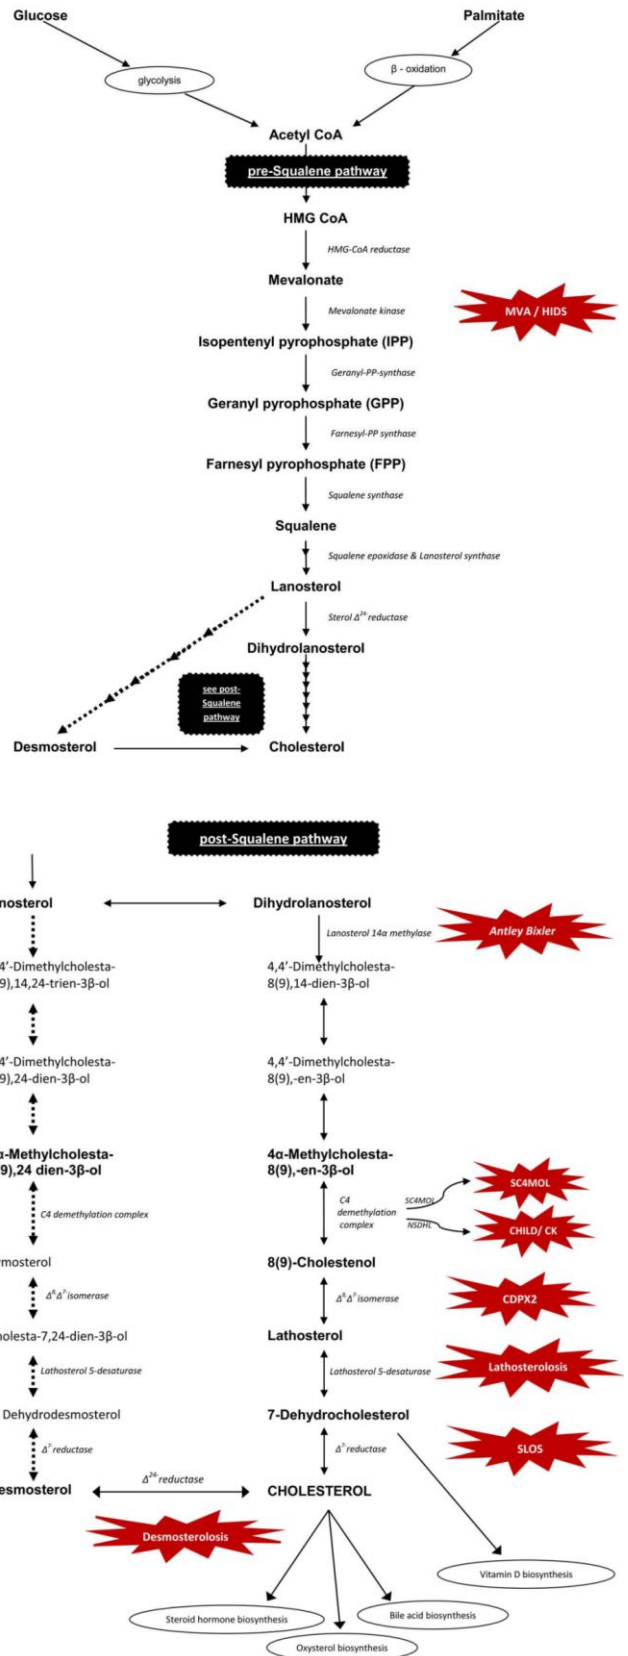 Glucose
Palmitate
glycolysis
β - oxidation
Acetyl CoA
pre-Squalene pathway
HMG CoA
HMG-CoA reductase
Mevalonate
Mevalonate kinase
MVA / HIDS
Isopentenyl pyrophosphate (IPP)
Geranyl-PP-synthase
Geranyl pyrophosphate (GPP)
Farnesyl-PP synthase
Farnesyl pyrophosphate (FPP)
Squalene synthase
Squalene
Squalene epoxidase & Lanosterol synthase
Lanosterol
Sterol Δ24-reductase
Dihydrolanosterol
see post-
Squalene
pathway
Desmosterol
Cholesterol
post-Squalene pathway
nosterol
Dihydrolanosterol
Lanosterol 14α methylase
Antley Bixler
4'-Dimethylcholesta-
(9),14,24-trien-3β-ol
4,4'-Dimethylcholesta-
8(9),14-dien-3β-ol
4'-Dimethylcholesta-
(9),24-dien-3β-ol
4,4'-Dimethylcholesta-
8(9),-en-3β-ol
α-Methylcholesta-
(9),24 dien-3β-ol
4α-Methylcholesta-
8(9),-en-3β-ol
C4 demethylation complex
C4
demethylation
complex
SC4MOL
NSDHL
SC4MOL
CHILD/ CK
mosterol
8(9)-Cholestenol
Δ8-Δ7-isomerase
Δ8-Δ7-isomerase
CDPX2
olesta-7,24-dien-3β-ol
Lathosterol
Lathosterol 5-desaturase
Lathosterol 5-desaturase
Lathosterolosis
Dehydrodesmosterol
7-Dehydrocholesterol
Δ7-reductase
Δ7-reductase
SLOS
esmosterol
Δ24-reductase
CHOLESTEROL
Desmosterolosis
Vitamin D biosynthesis
Steroid hormone biosynthesis
Bile acid biosynthesis
Oxysterol biosynthesis